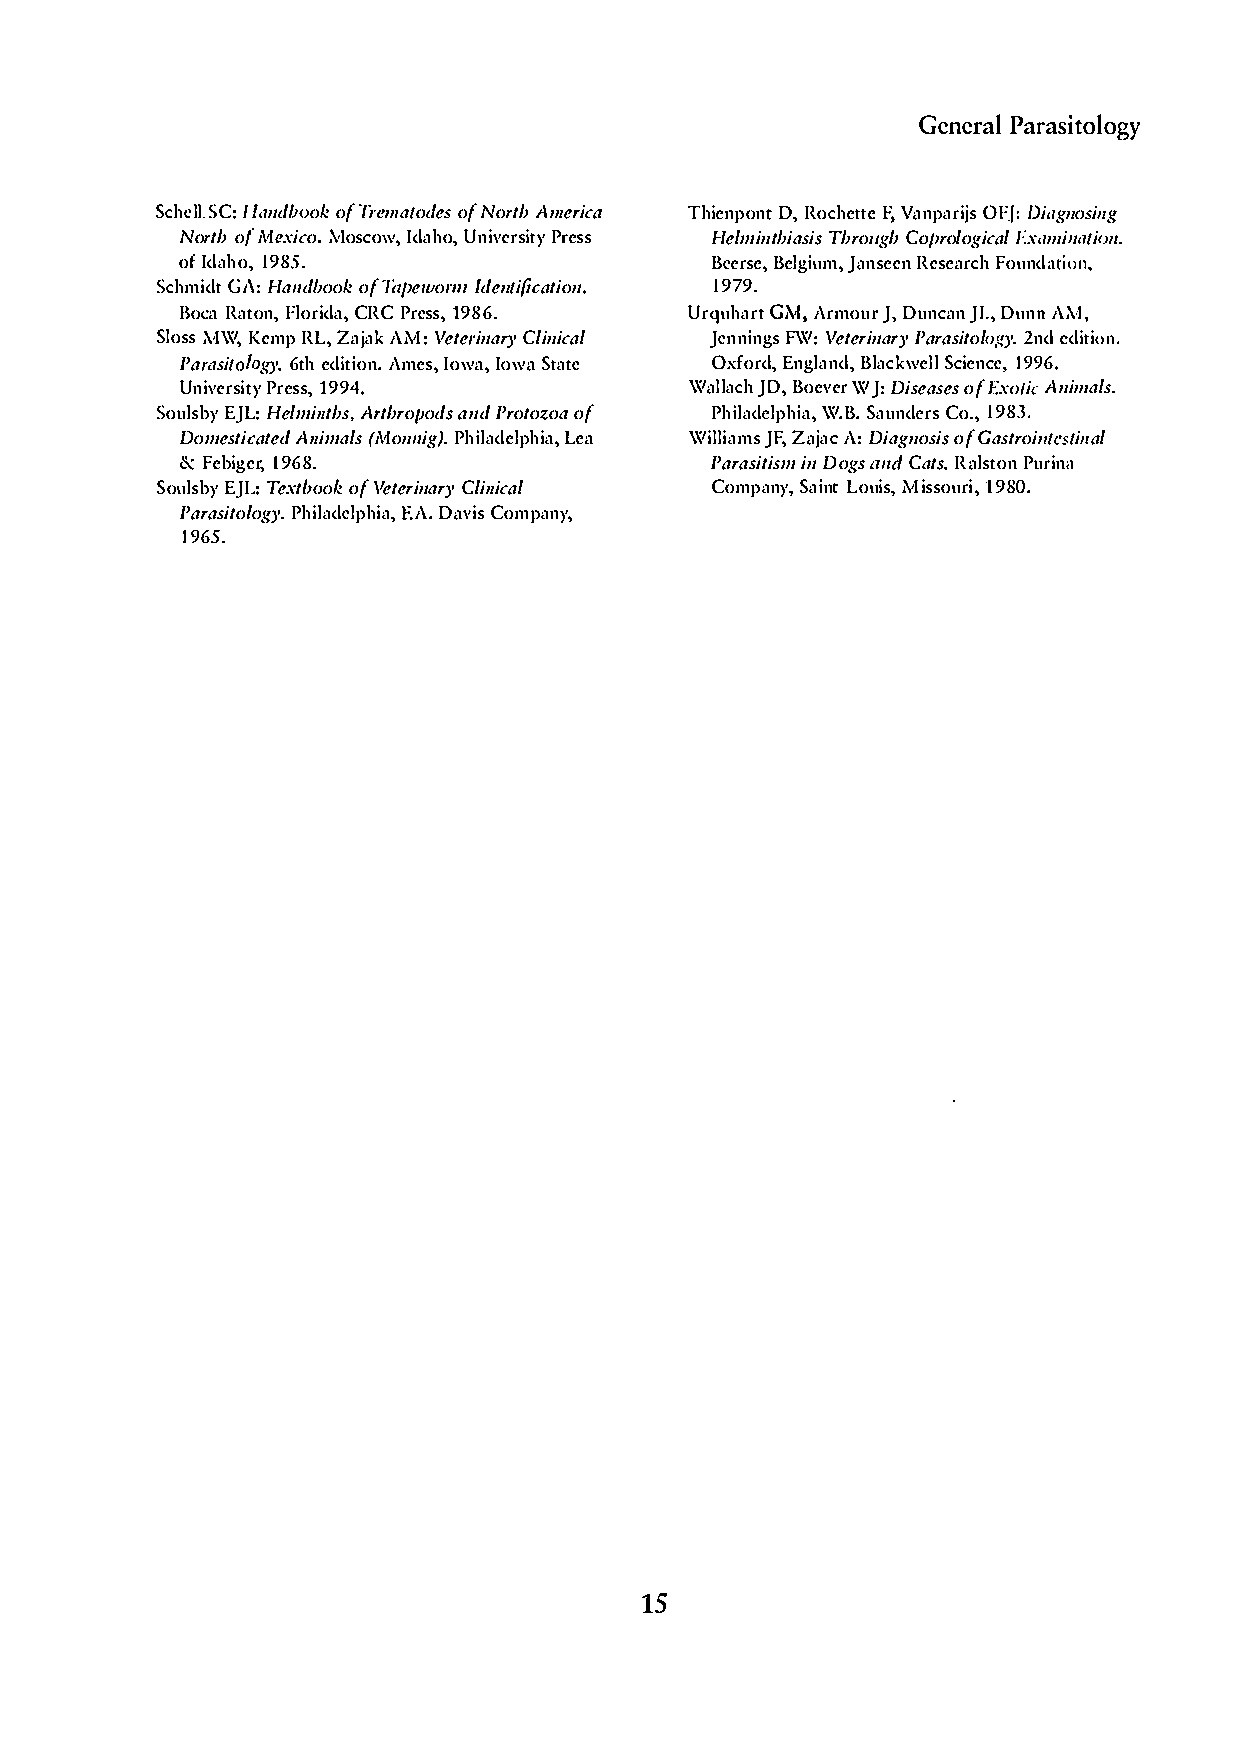 General Parasitology
Schell.SC: Handbook of Trematodes of North America
North of Mexico. Moscow, Idaho, University Press
of Idaho, 1985.
Schmidt GA: Handbook of Tapeworm Identification.
Boca Raton, Florida, CRC Press, 1986.
Sloss MW, Kemp RL, Zajak AM: Veterinary Clinical
Parasitology. 6th edition. Ames, Iowa, Iowa State
University Press, 1994.
Soulsby EJL: Helminths, Arthropods and Protozoa of
Domesticated Animals (Monnig). Philadelphia, Lea
& Febiger, 1968.
Soulsby EJL: Textbook of Veterinary Clinical
Parasitology. Philadelphia, F.A. Davis Company,
1965.
Thienpont D, Rochette F, Vanparijs OFJ: Diagnosing
Helminthiasis Through Coprological Examination.
Beerse, Belgium, Janseen Research Foundation,
1979.
Urquhart GM, Armour J, Duncan JL, Dunn AM,
Jennings FW: Veterinary Parasitology. 2nd edition.
Oxford, England, Blackwell Science, 1996.
Wallach JD, Boever WJ: Diseases of Exotic Animals.
Philadelphia, W.B. Saunders Co., 1983.
Williams JF, Zajac A: Diagnosis of Gastrointestinal
Parasitism in Dogs and Cats. Ralston Purina
Company, Saint Louis, Missouri, 1980.
15